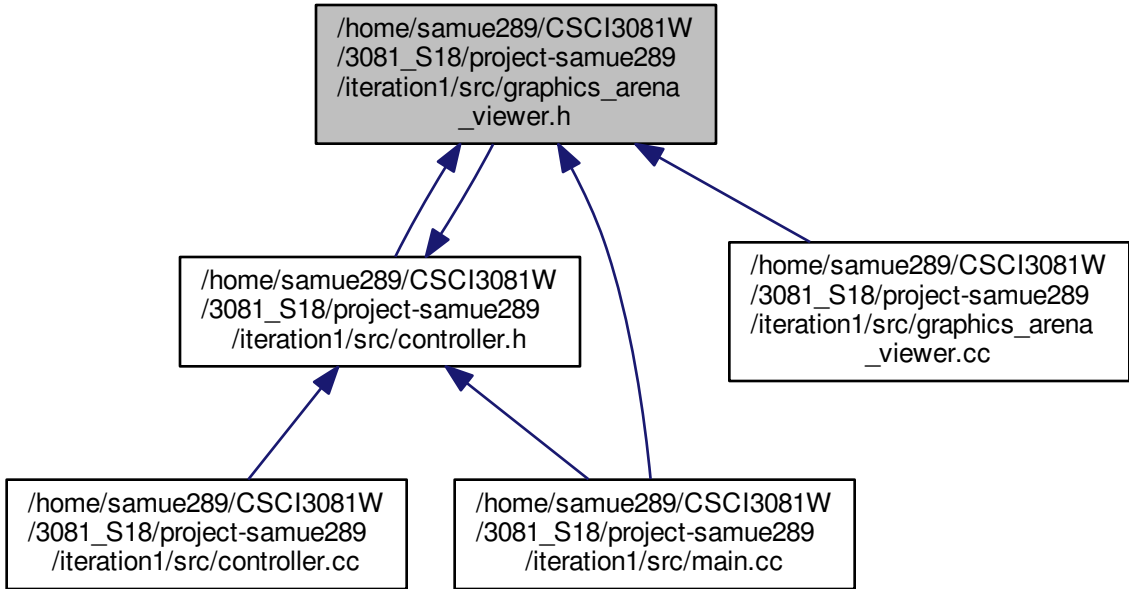 /home/samue289/CSCI3081W
/3081_S18/project-samue289
/iteration1/src/graphics_arena
_viewer.h
/home/samue289/CSCI3081W
/3081_S18/project-samue289
/iteration1/src/controller.h
/home/samue289/CSCI3081W
/3081_S18/project-samue289
/iteration1/src/graphics_arena
_viewer.cc
/home/samue289/CSCI3081W
/3081_S18/project-samue289
/iteration1/src/controller.cc
/home/samue289/CSCI3081W
/3081_S18/project-samue289
/iteration1/src/main.cc